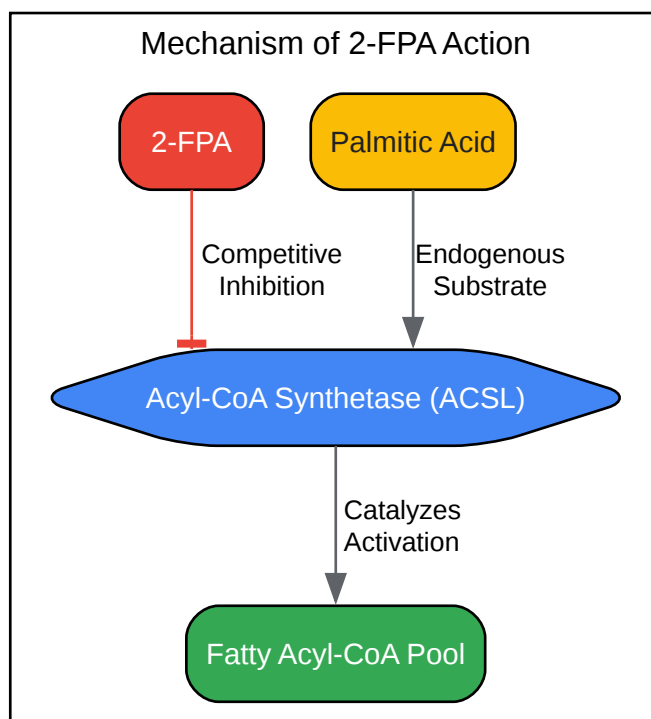 Mechanism of 2-FPA Action
2-FPA
Palmitic Acid
Competitive
Inhibition
Endogenous
Substrate
Acyl-CoA Synthetase (ACSL)
Catalyzes
Activation
Fatty Acyl-CoA Pool